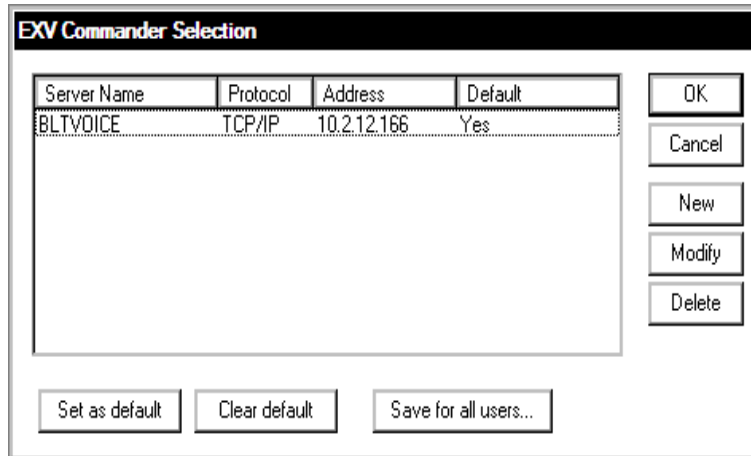 EXV Commander Selection
Server Name Protocol Address Default
BLTVOICE TCP/IP 10.2.12.166 Yes
OK
Cancel
New
Modify
Delete
Set as default Clear default Save for all users...